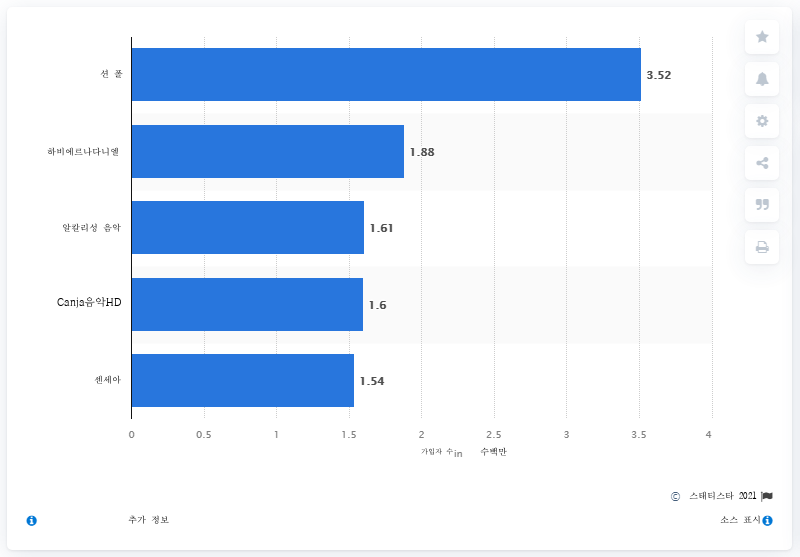 션 폴
3.52
하비에르나다니엘
1.88
알칼리성 음악
1.61
Canja음악HD
1.6
센세아
1.54
0 0.5 1 1.5 2 2.5 3 3.5 4
가입자 수in 수백만
© 스태티스타 2021
추가 정보
소스 표시